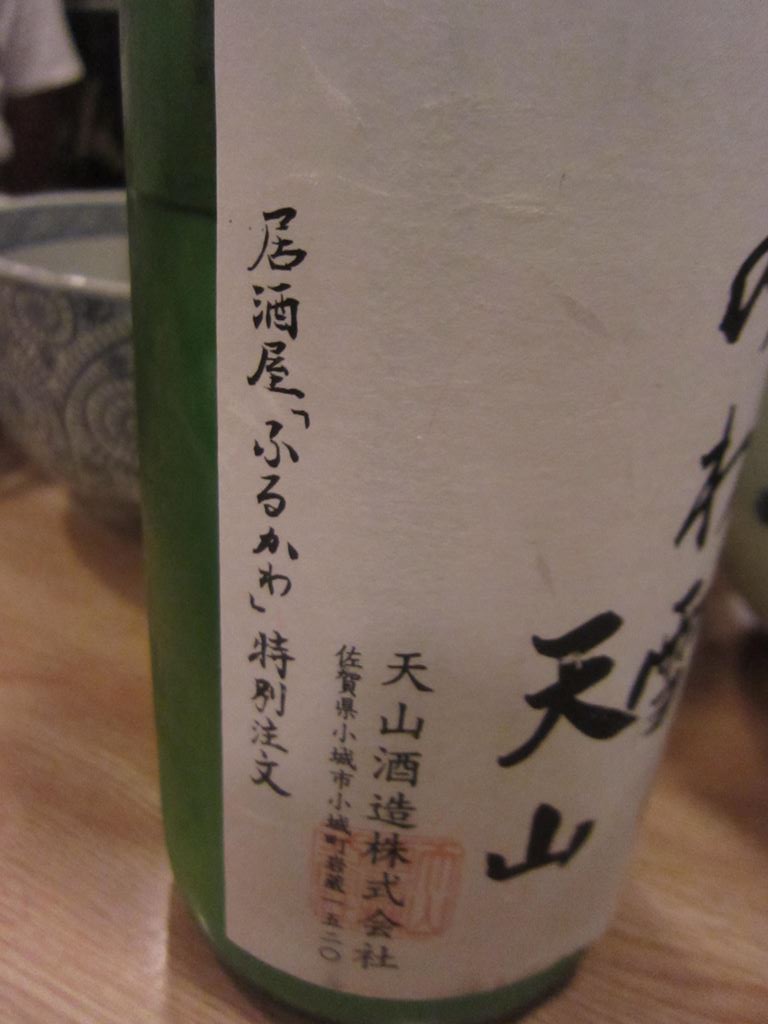 天山
天山酒造株式会社
佐賀県小城市小城町岩蔵一五二〇
居酒屋「ふるかわ」特別注文